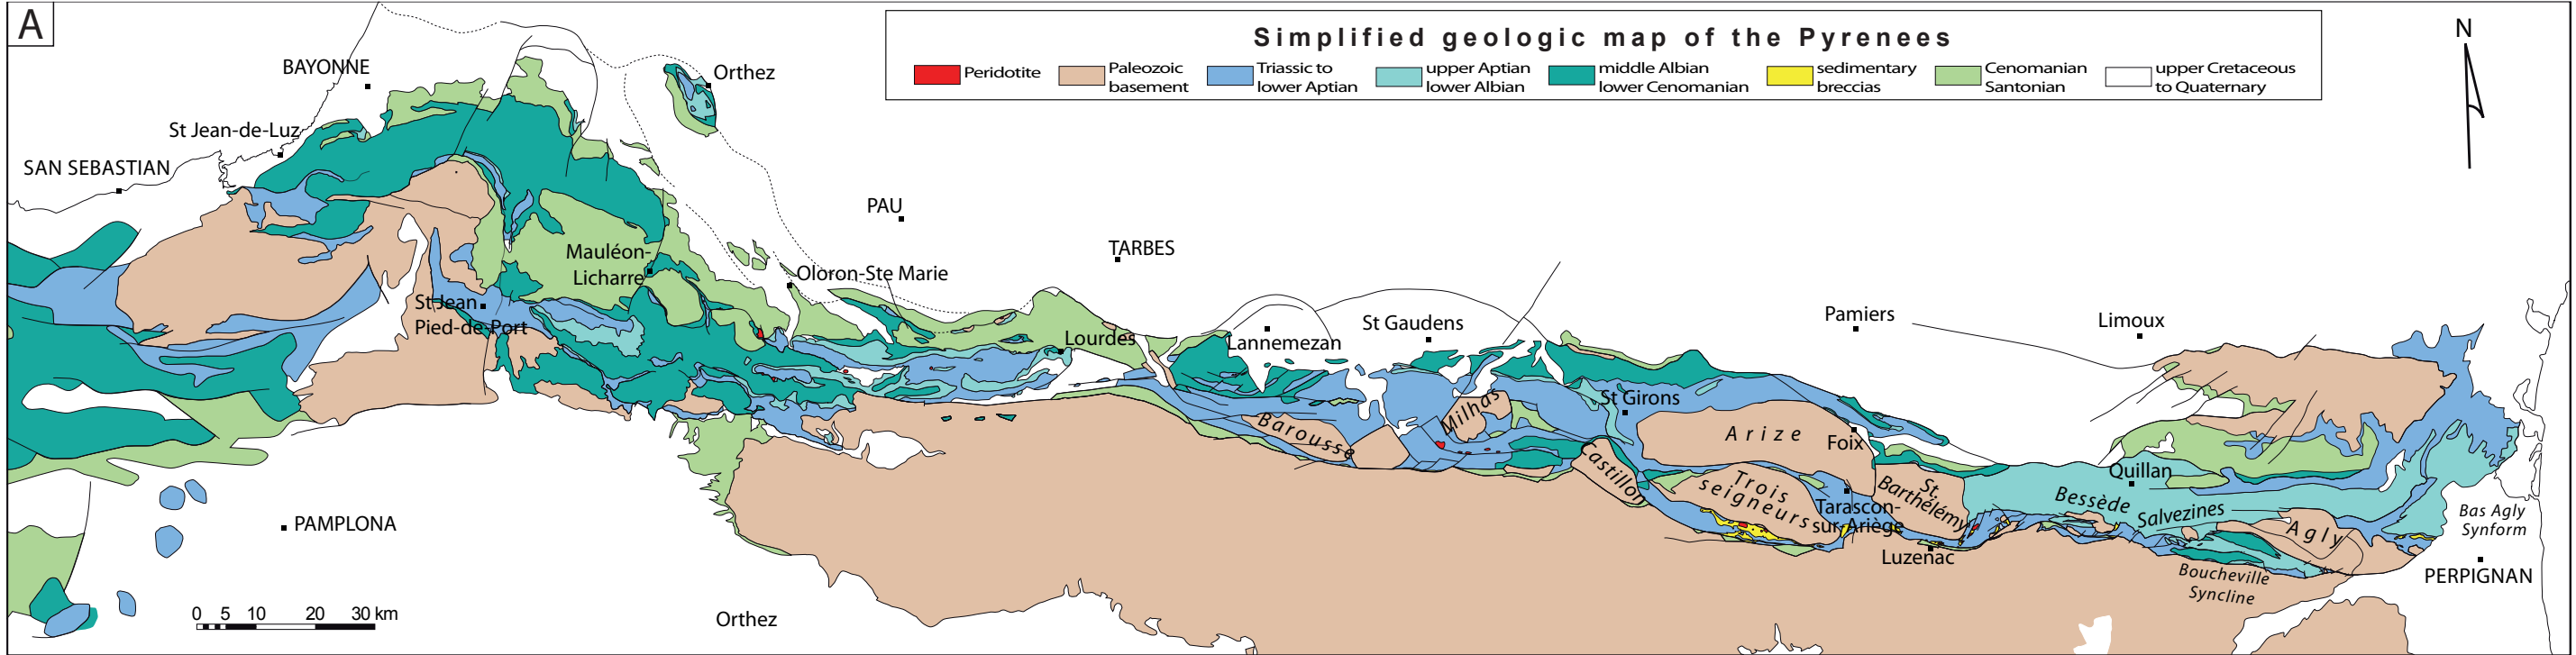 A
Simplified geologic map of the Pyrenees
Peridotite
Paleozoic
basement
Triassic to
lower Aptian
upper Aptian
lower Albian
middle Albian
lower Cenomanian
sedimentary
breccias
Cenomanian
Santonian
upper Cretaceous
to Quaternary
N
BAYONNE
Orthez
St Jean-de-Luz
SAN SEBASTIAN
PAU
TARBES
Mauléon-
Licharre
Oloron-Ste Marie
St Jean
Pied-de-Port
Lourdes
Lannemezan
St Gaudens
Pamiers
Limoux
St Girons
Milhas
Barousse
Castillon
Arize
Foix
Trois
seigneurs
Tarascon-
sur-Ariège
St.
Barthélémy
Luzenac
Quillan
Bessède
Salvezines
Agly
Bas Agly
Synform
Boucheville
Syncline
PERPIGNAN
PAMPLONA
0 5 10 20 30 km
Orthez